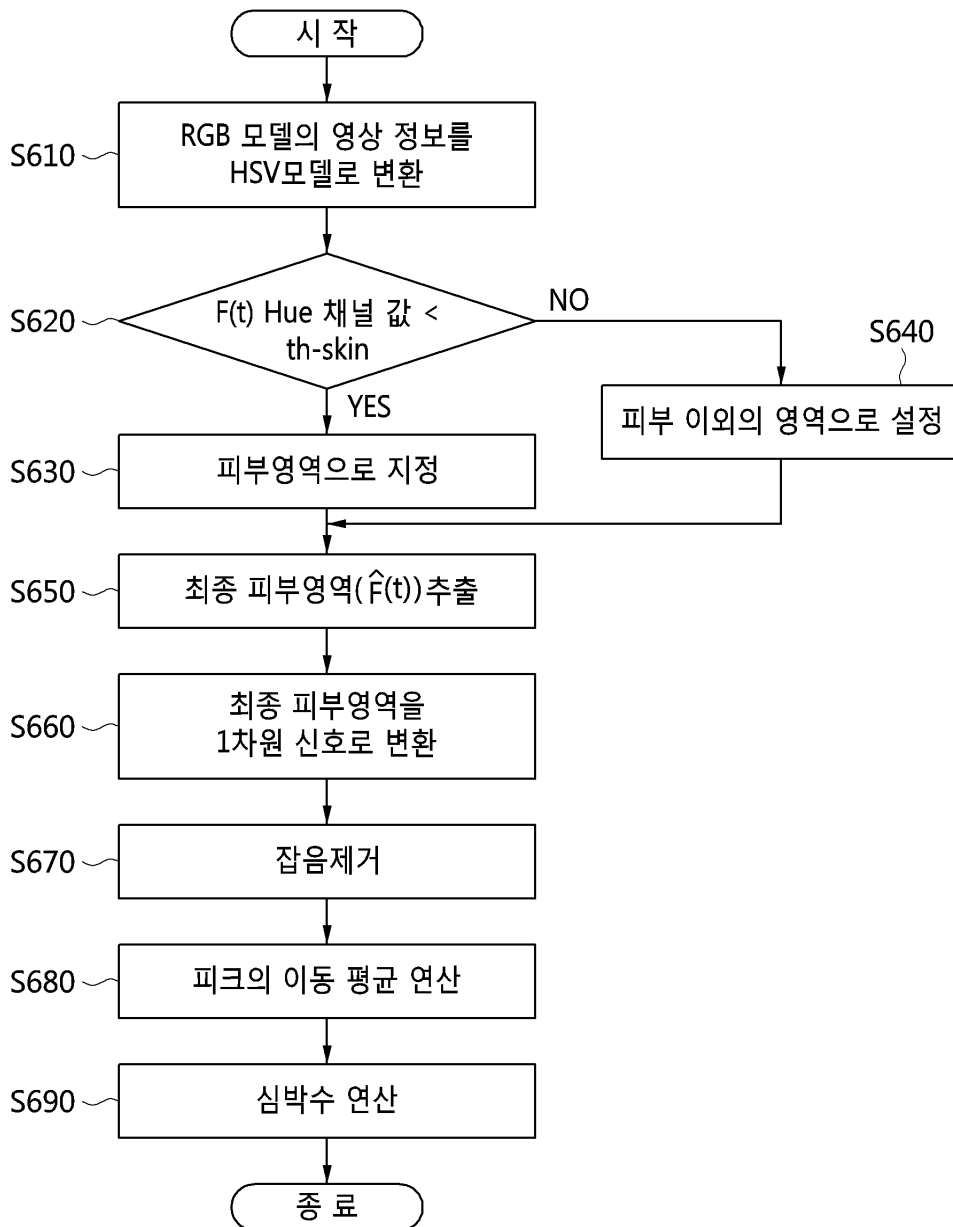 시 작
S610
RGB 모델의 영상 정보를
HSV모델로 변환
S620
F(t) Hue 채널 값 <
th-skin
NO
YES
S640
피부 이외의 영역으로 설정
S630
피부영역으로 지정
S650
최종 피부영역(F̂(t))추출
S660
최종 피부영역을
1차원 신호로 변환
S670
잡음제거
S680
피크의 이동 평균 연산
S690
심박수 연산
종 료